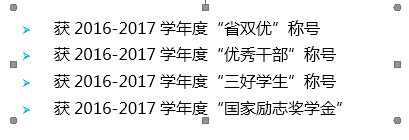 获 2016-2017 学年度“省双优”称号
获 2016-2017 学年度“优秀干部”称号
获 2016-2017 学年度“三好学生”称号
获 2016-2017 学年度“国家励志奖学金”